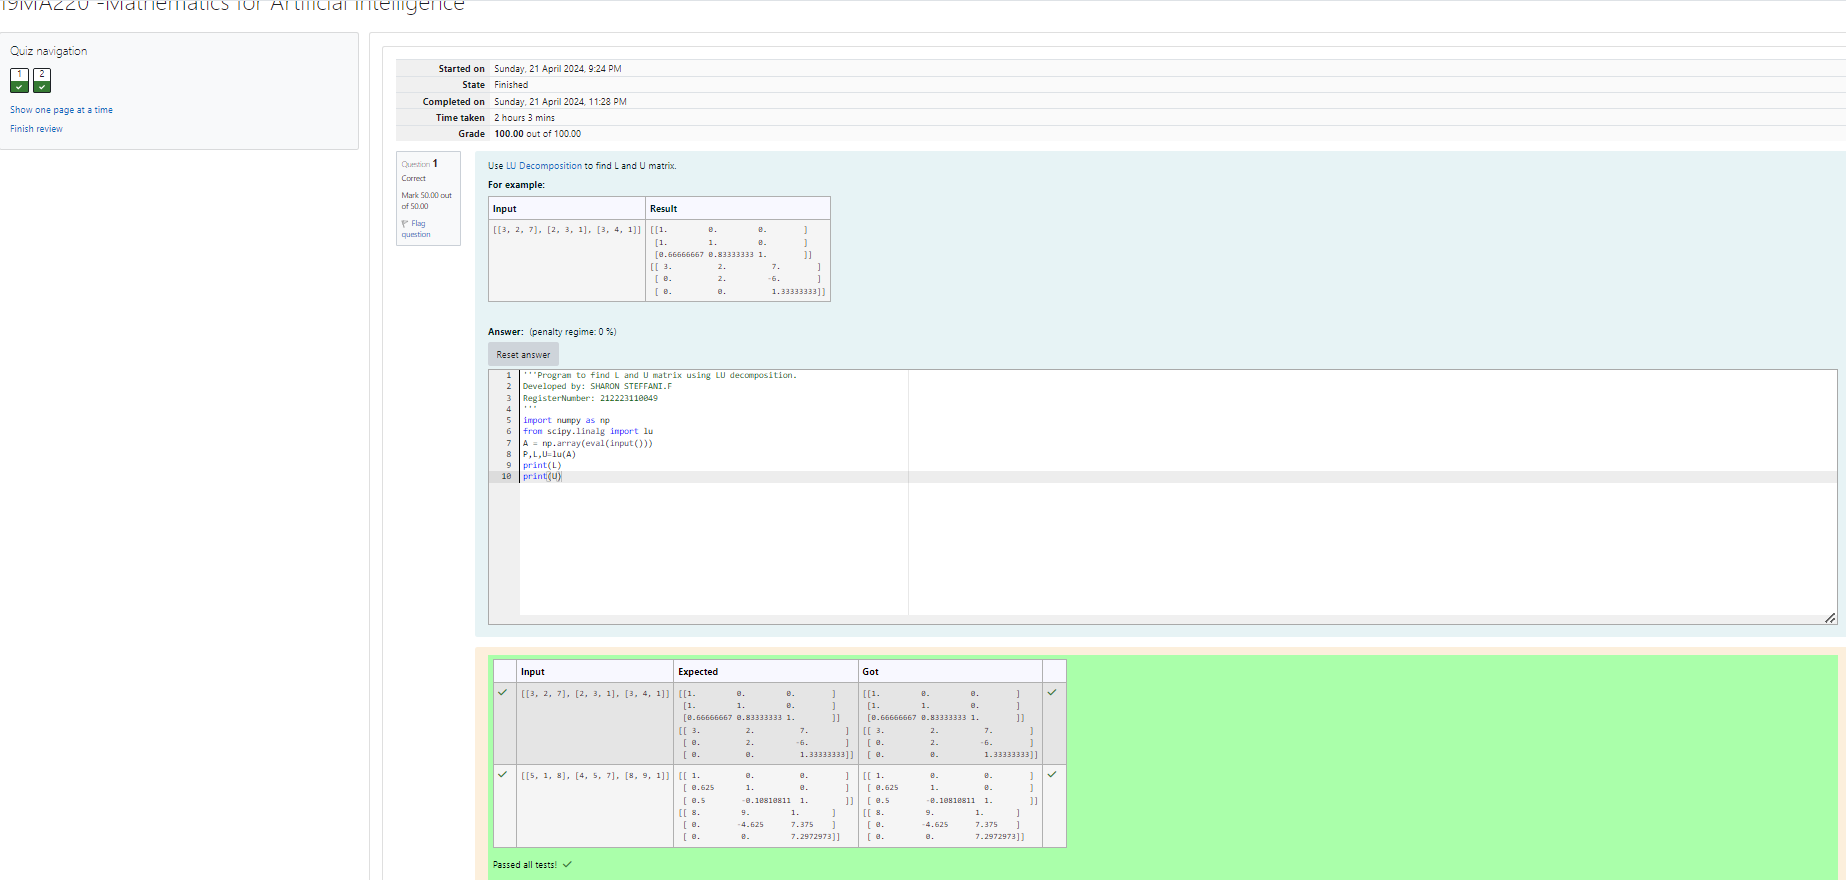 19MA220 -Mathematics for Artificial Intelligence
Quiz navigation
1 2
Show one page at a time
Finish review
Started on Sunday, 21 April 2024, 9:24 PM
State Finished
Completed on Sunday, 21 April 2024, 11:28 PM
Time taken 2 hours 3 mins
Grade 100.00 out of 100.00
Question 1
Correct
Mark 50.00 out
of 50.00
Flag
question
Use LU Decomposition to find L and U matrix.
For example:
Input Result
[[3, 2, 7], [2, 3, 1], [3, 4, 1]] [[1. 0. 0. ]
[1. 1. 0. ]
[0.66666667 0.83333333 1. ]]
[[ 3. 2. 7. ]
[ 0. 2. -6. ]
[ 0. 0. 1.33333333]]
Answer: (penalty regime: 0 %)
Reset answer
1 '''Program to find L and U matrix using LU decomposition.
2 Developed by: SHARON STEFFANI.F
3 RegisterNumber: 212223110049
4 '''
5 import numpy as np
6 from scipy.linalg import lu
7 A = np.array(eval(input()))
8 P,L,U=lu(A)
9 print(L)
10 print(U)
Input Expected Got
[[3, 2, 7], [2, 3, 1], [3, 4, 1]] [[1. 0. 0. ] [[1. 0. 0. ]
[1. 1. 0. ] [1. 1. 0. ]
[0.66666667 0.83333333 1. ]] [0.66666667 0.83333333 1. ]]
[[ 3. 2. 7. ] [[ 3. 2. 7. ]
[ 0. 2. -6. ] [ 0. 2. -6. ]
[ 0. 0. 1.33333333]] [ 0. 0. 1.33333333]]
[[5, 1, 8], [4, 5, 7], [8, 9, 1]] [[ 1. 0. 0. ] [[ 1. 0. 0. ]
[ 0.625 1. 0. ] [ 0.625 1. 0. ]
[ 0.5 -0.10810811 1. ]] [ 0.5 -0.10810811 1. ]]
[[ 8. 9. 1. ] [[ 8. 9. 1. ]
[ 0. -4.625 7.375 ] [ 0. -4.625 7.375 ]
[ 0. 0. 7.2972973]] [ 0. 0. 7.2972973]]
Passed all tests!